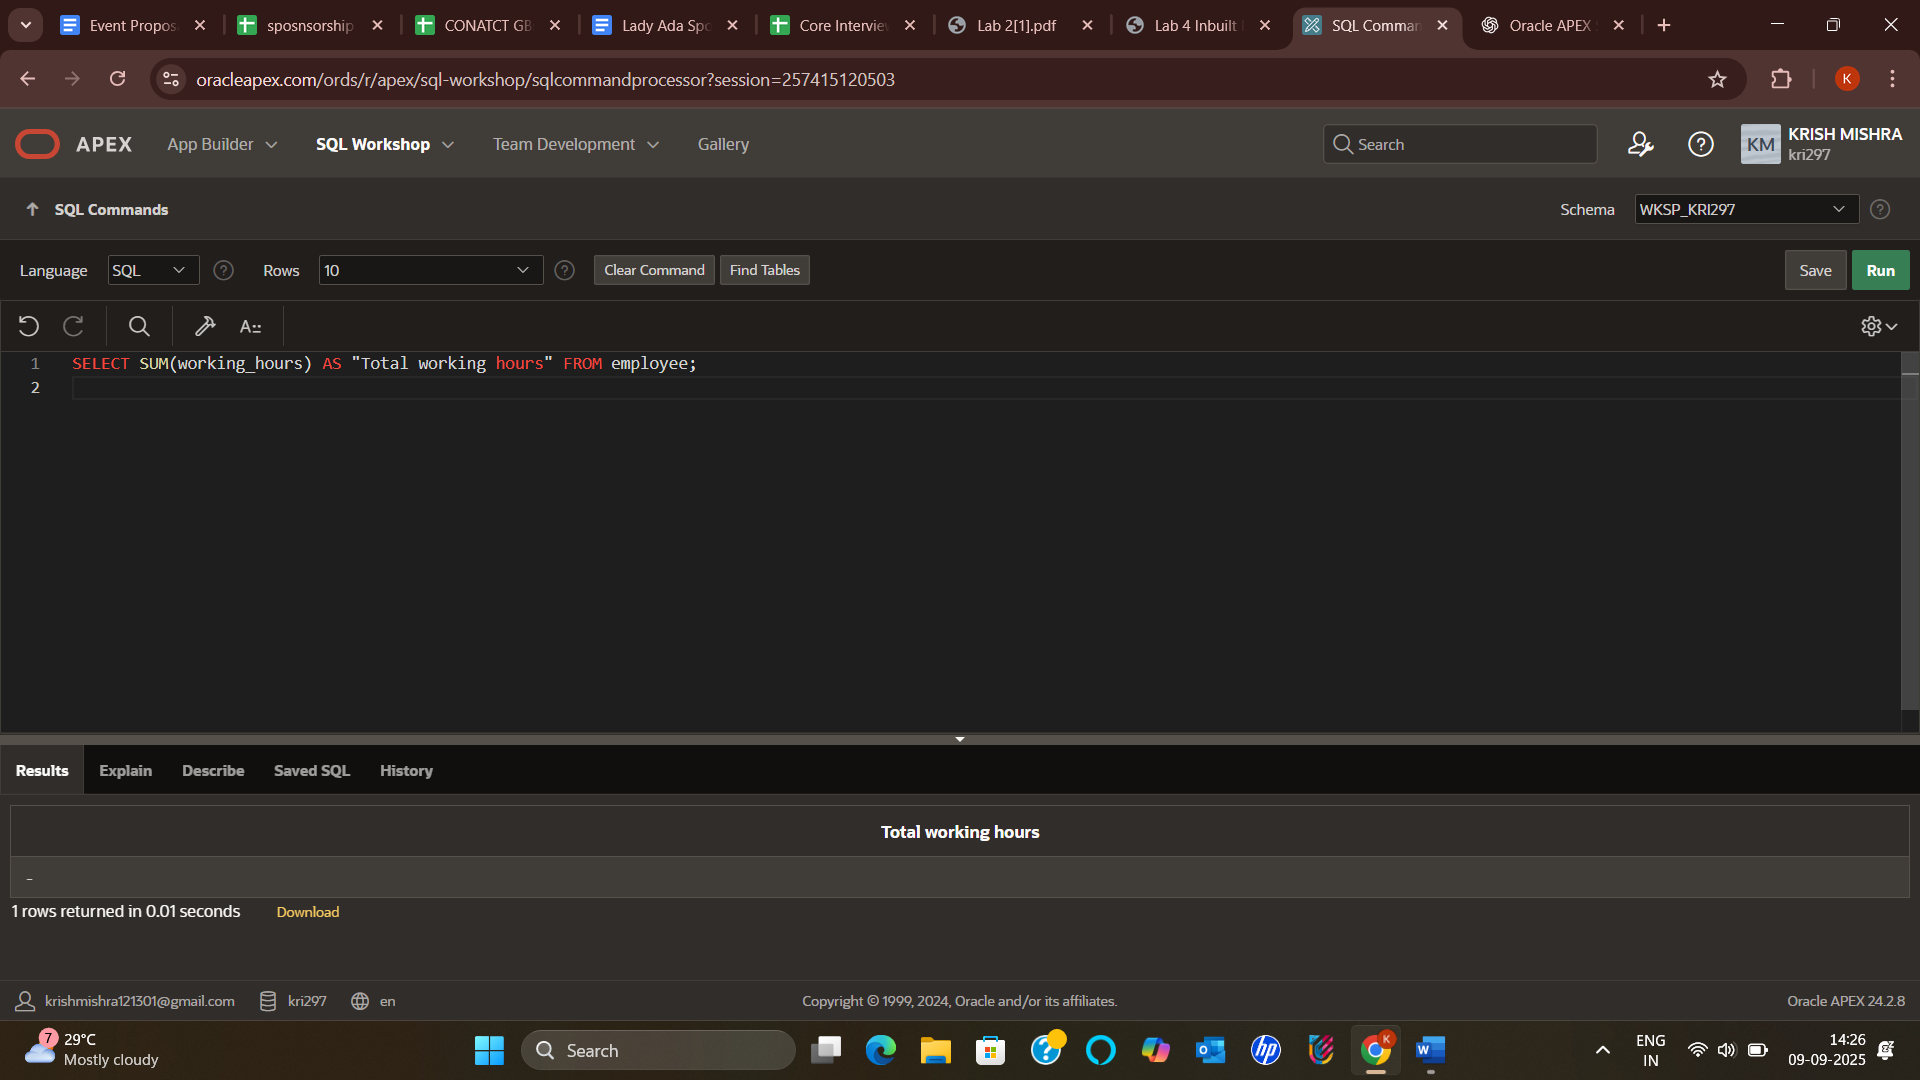 Event Propos
sposnsorship
CONATCT GB
Lady Ada Spo
Core Interview
Lab 2[1].pdf
Lab 4 Inbuilt
SQL Comman
Oracle APEX
oracleapex.com/ords/r/apex/sql-workshop/sqlcommandprocessor?session=257415120503
K
APEX
App Builder
SQL Workshop
Team Development
Gallery
Search
KM
KRISH MISHRA
kri297
SQL Commands
Schema
WKSP_KRI297
Language
SQL
Rows
10
Clear Command
Find Tables
Save
Run
A::
1 SELECT SUM(working_hours) AS "Total working hours" FROM employee;
2
Results
Explain
Describe
Saved SQL
History
Total working hours
-
1 rows returned in 0.01 seconds
Download
krishmishra121301@gmail.com
kri297
en
Copyright © 1999, 2024, Oracle and/or its affiliates.
Oracle APEX 24.2.8
7
29°C
Mostly cloudy
Search
hp
K
W
ENG
IN
14:26
09-09-2025